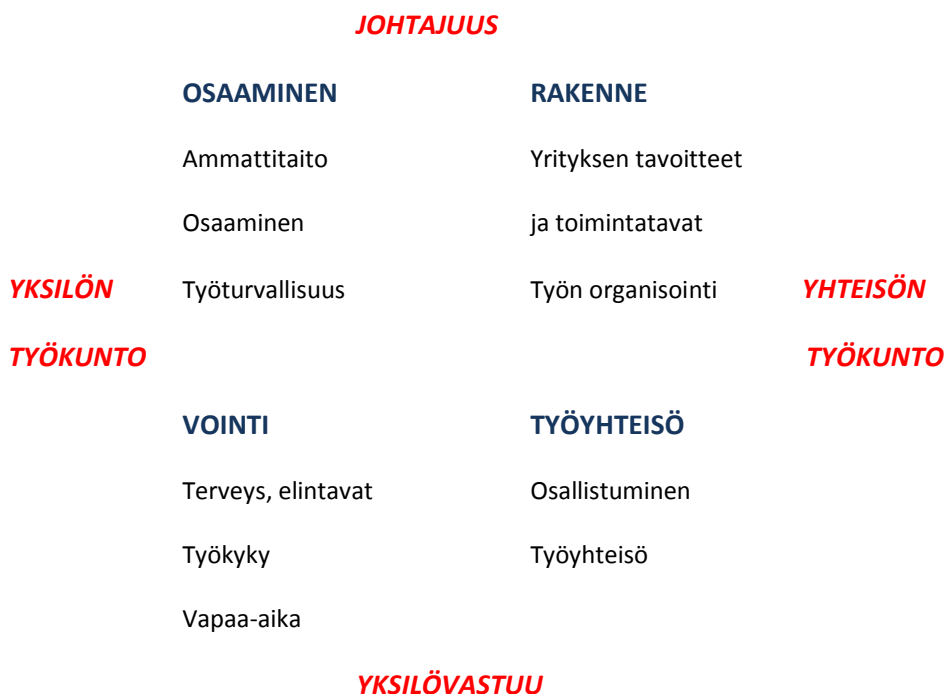 JOHTAJUUS
OSAAMINEN RAKENNE
Ammattitaito Yrityksen tavoitteet
Osaaminen ja toimintatavat
YKSILÖN Työturvallisuus Työn organisointi YHTEISÖN
TYÖKUNTO TYÖKUNTO
VOINTI TYÖYHTEISÖ
Terveys, elintavat Osallistuminen
Työkyky Työyhteisö
Vapaa-aika
YKSILÖVASTUU